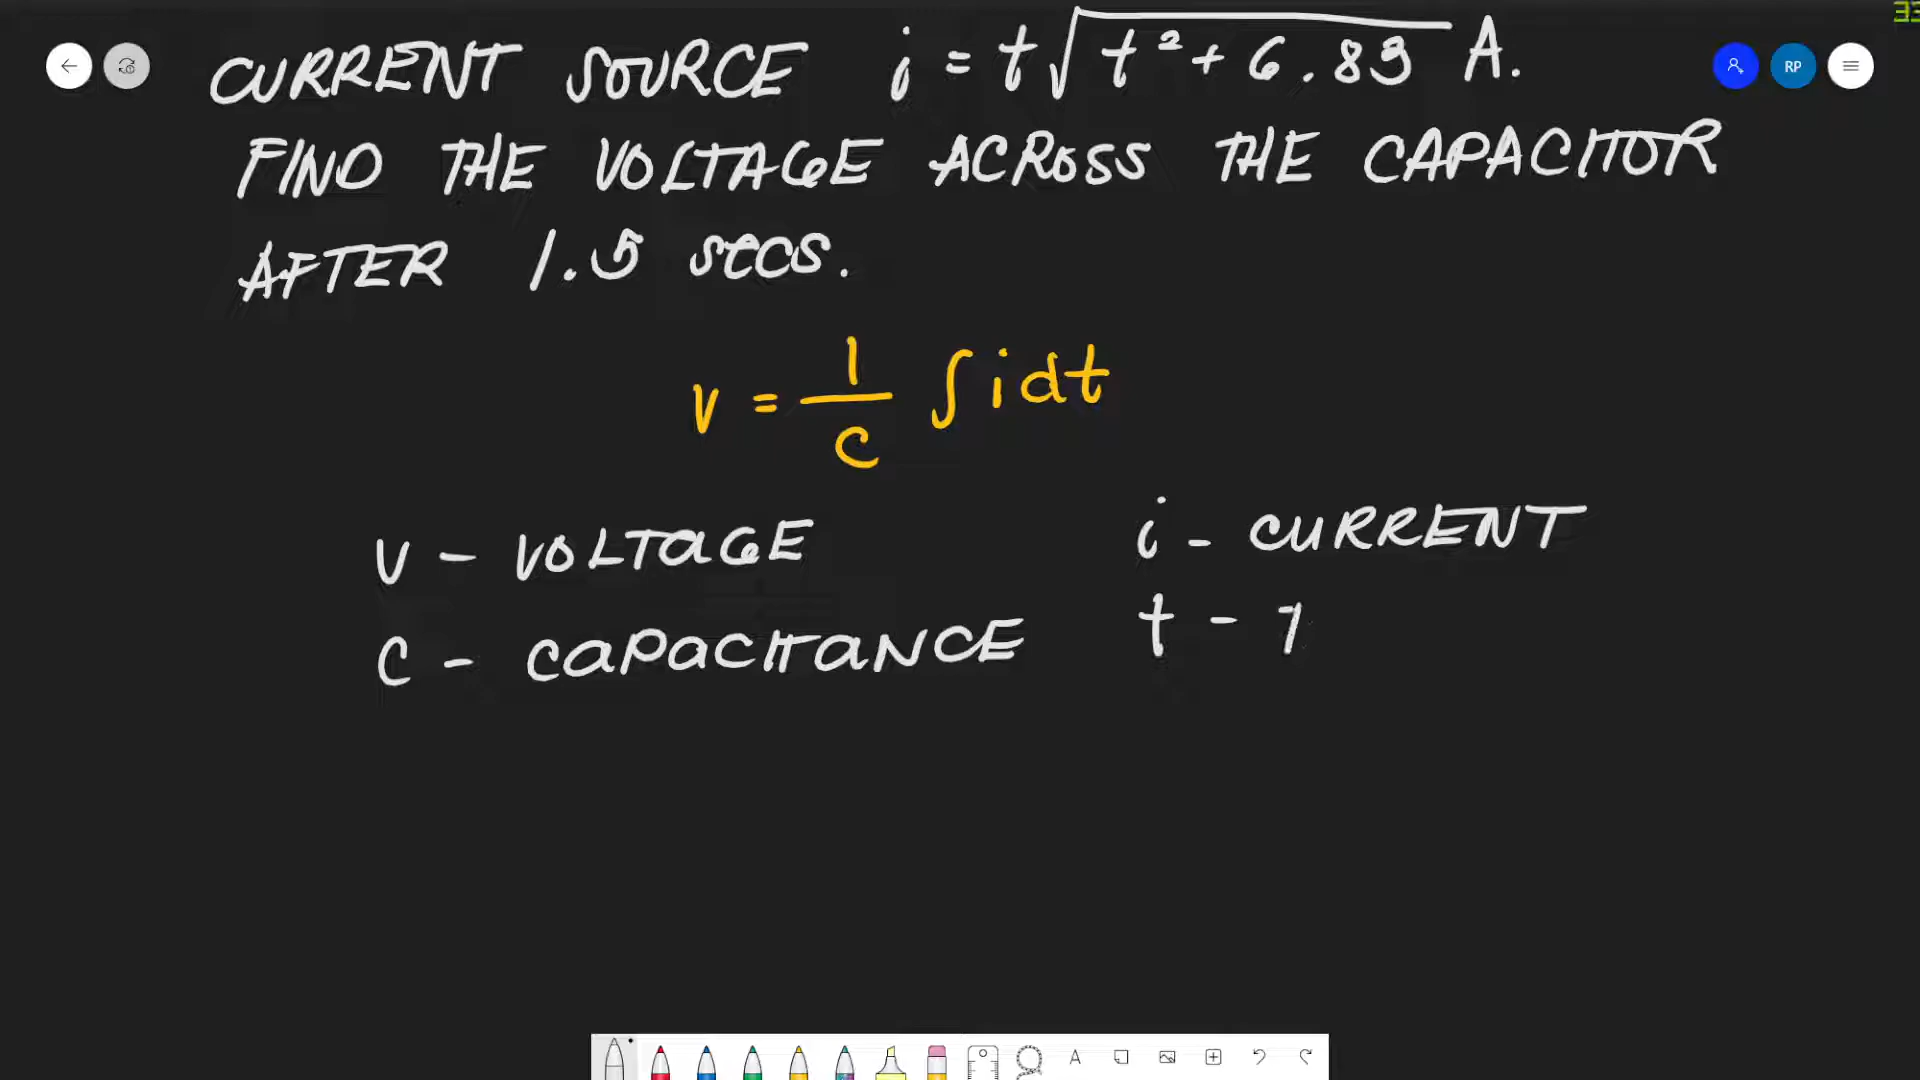 33
CURRENT SOURCE i = t√(t² + 6.83) A.
RP
FIND THE VOLTAGE ACROSS THE CAPACITOR
AFTER 1.5 SECS.
V = 1/C ∫ i dt
V - VOLTAGE
i - CURRENT
C - CAPACITANCE
t -
A